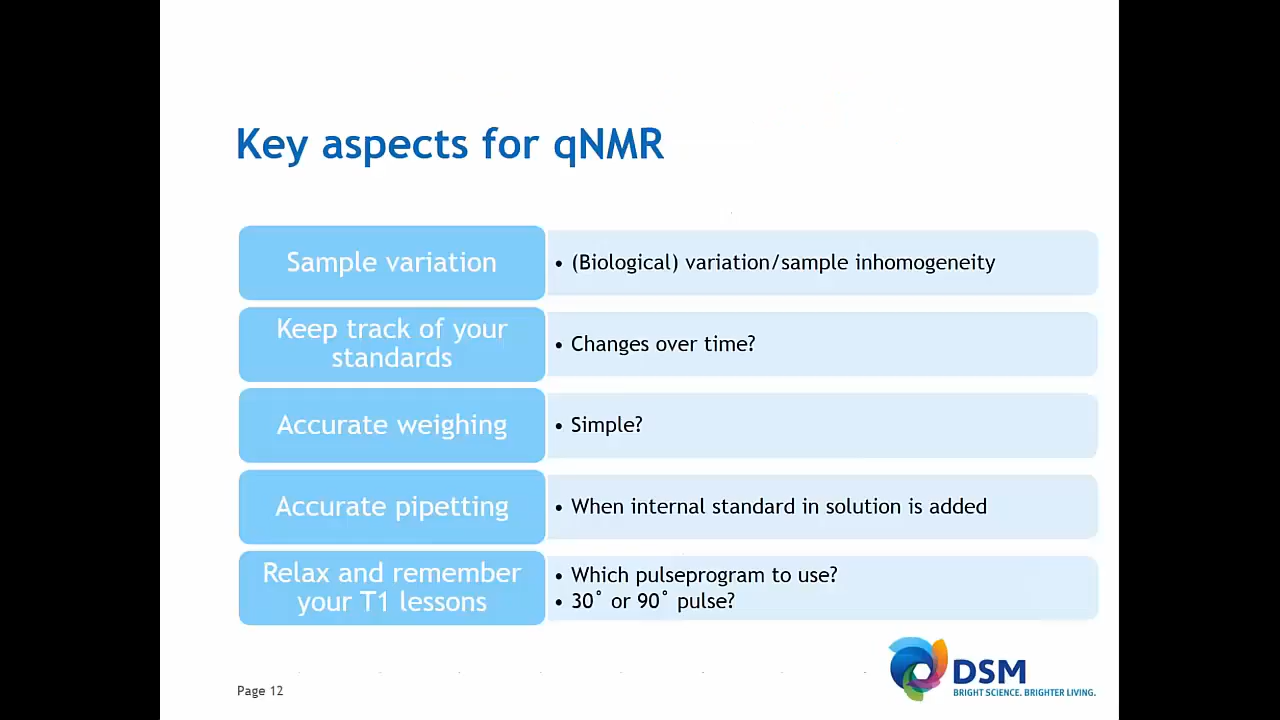 Key aspects for qNMR
Sample variation
• (Biological) variation/sample inhomogeneity
Keep track of your
standards
• Changes over time?
Accurate weighing
• Simple?
Accurate pipetting
• When internal standard in solution is added
Relax and remember
your T1 lessons
• Which pulseprogram to use?
• 30˚ or 90˚ pulse?
Page 12
DSM
BRIGHT SCIENCE. BRIGHTER LIVING.